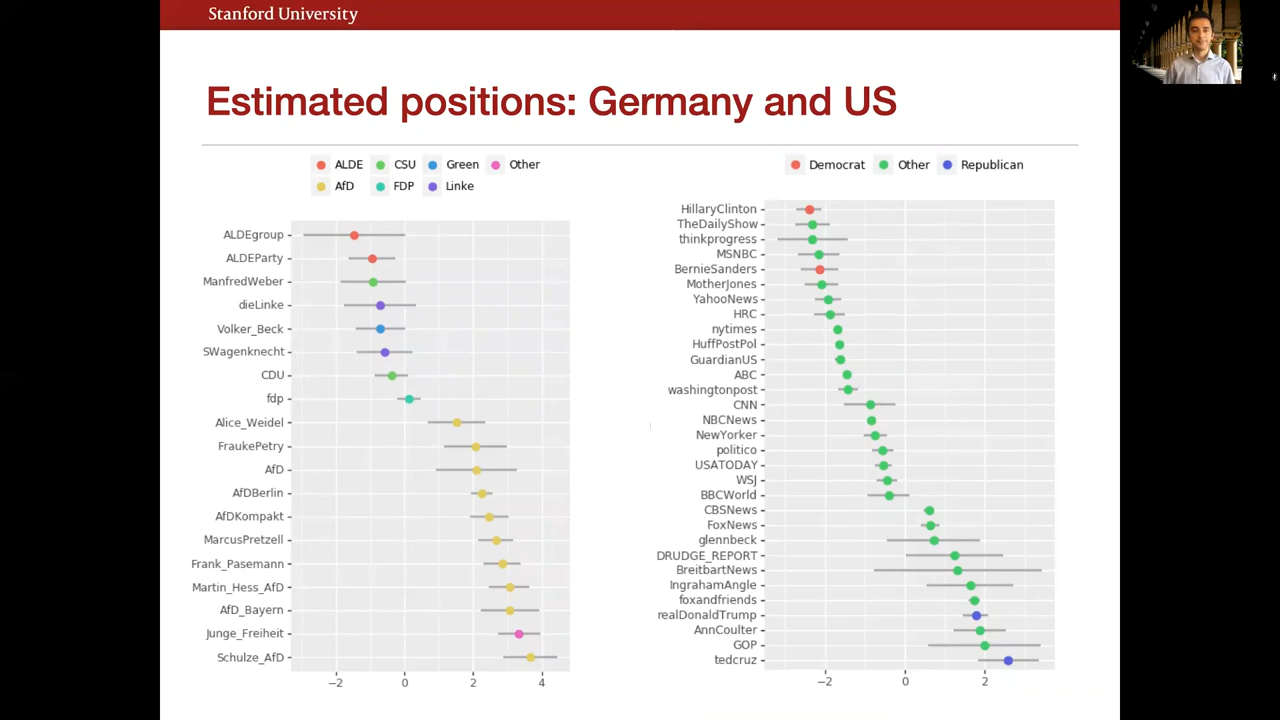 Stanford University
Estimated positions: Germany and US
ALDE CSU Green Other
AfD FDP Linke
ALDEgroup
ALDEParty
ManfredWeber
dieLinke
Volker_Beck
SWagenknecht
CDU
fdp
Alice_Weidel
FraukePetry
AfD
AfDBerlin
AfDKompakt
MarcusPretzell
Frank_Pasemann
Martin_Hess_AfD
AfD_Bayern
Junge_Freiheit
Schulze_AfD
−2 0 2 4
Democrat Other Republican
HillaryClinton
TheDailyShow
thinkprogress
MSNBC
BernieSanders
MotherJones
YahooNews
HRC
nytimes
HuffPostPol
GuardianUS
ABC
washingtonpost
CNN
NBCNews
NewYorker
politico
USATODAY
WSJ
BBCWorld
CBSNews
FoxNews
glennbeck
DRUDGE_REPORT
BreitbartNews
IngrahamAngle
foxandfriends
realDonaldTrump
AnnCoulter
GOP
tedcruz
−2 0 2